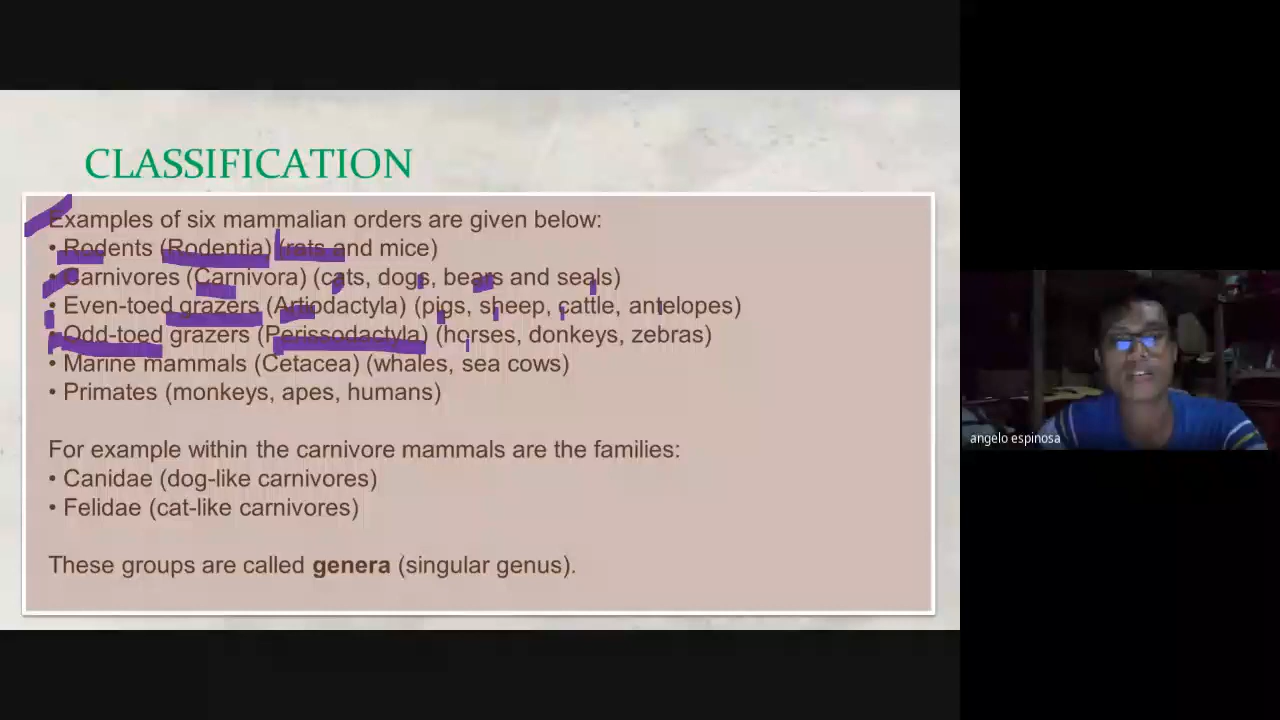 CLASSIFICATION
Examples of six mammalian orders are given below:
• Rodents (Rodentia) (rats and mice)
• Carnivores (Carnivora) (cats, dogs, bears and seals)
• Even-toed grazers (Artiodactyla) (pigs, sheep, cattle, antelopes)
• Odd-toed grazers (Perissodactyla) (horses, donkeys, zebras)
• Marine mammals (Cetacea) (whales, sea cows)
• Primates (monkeys, apes, humans)
For example within the carnivore mammals are the families:
• Canidae (dog-like carnivores)
• Felidae (cat-like carnivores)
These groups are called genera (singular genus).
angelo espinosa